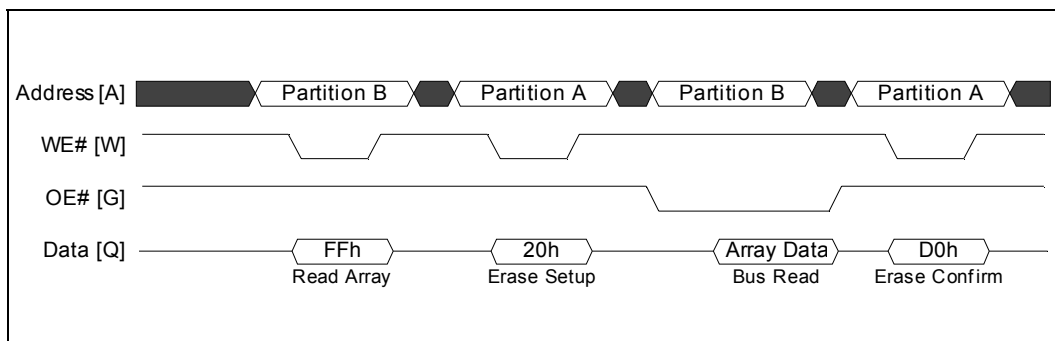 Address [A]
Partition B
Partition A
Partition B
Partition A
WE# [W]
OE# [G]
Data [Q]
FFh
20h
Array Data
D0h
Read Array
Erase Setup
Bus Read
Erase Confirm